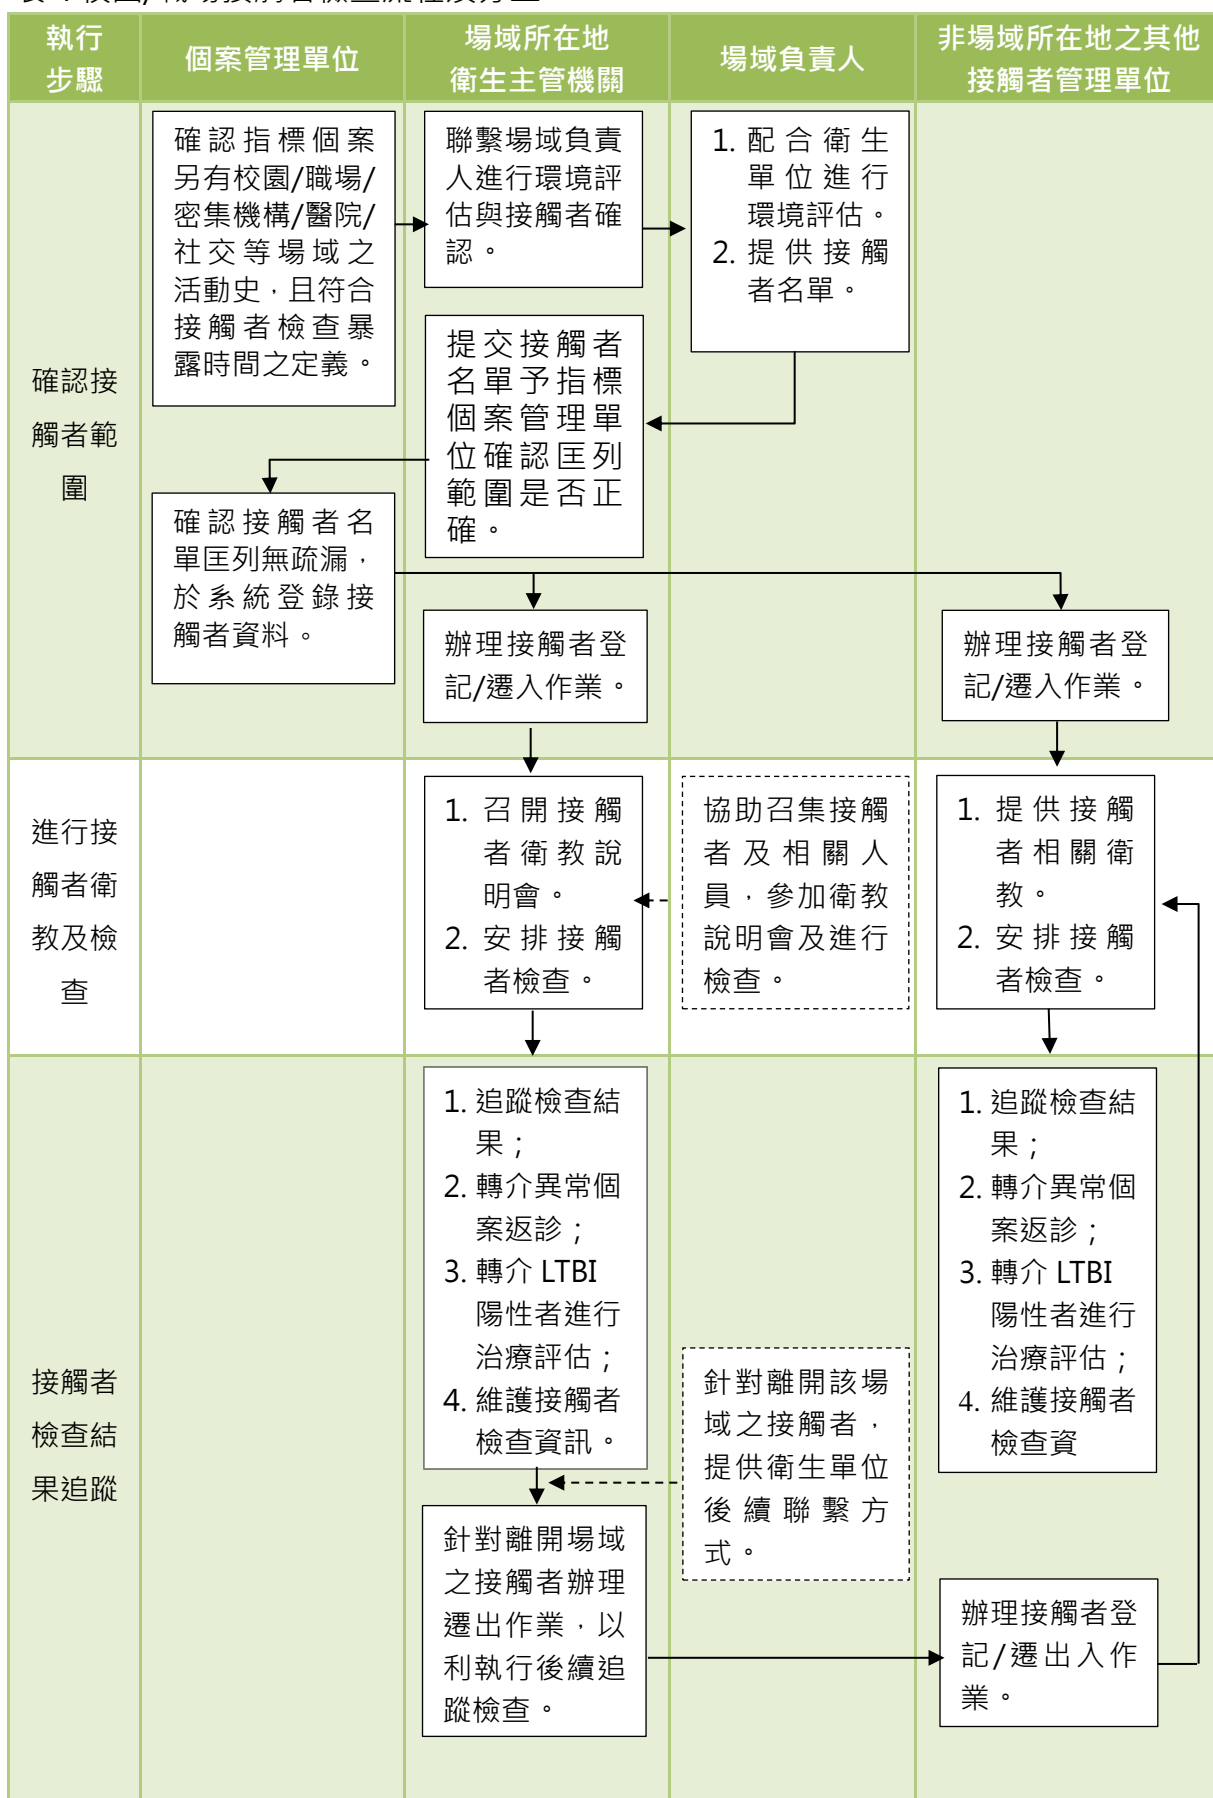 執行
步驟
個案管理單位
場域所在地
衛生主管機關
場域負責人
非場域所在地之其他
接觸者管理單位
確認接
觸者範
圍
確認指標個案
另有校園/職場/
密集機構/醫院/
社交等場域之
活動史，且符合
接觸者檢查暴
露時間之定義。
聯繫場域負責
人進行環境評
估與接觸者確
認。
1. 配合衛生
單位進行
環境評估。
2. 提供接觸
者名單。
提交接觸者
名單予指標
個案管理單
位確認匡列
範圍是否正
確。
確認接觸者名
單匡列無疏漏，
於系統登錄接
觸者資料。
辦理接觸者登
記/遷入作業。
辦理接觸者登
記/遷入作業。
進行接
觸者衛
教及檢
查
1. 召開接觸
者衛教說
明會。
2. 安排接觸
者檢查。
協助召集接觸
者及相關人
員，參加衛教
說明會及進行
檢查。
1. 提供接觸
者相關衛
教。
2. 安排接觸
者檢查。
接觸者
檢查結
果追蹤
1. 追蹤檢查結
果；
2. 轉介異常個
案返診；
3. 轉介 LTBI
陽性者進行
治療評估；
4. 維護接觸者
檢查資訊。
針對離開該場
域之接觸者，
提供衛生單位
後續聯繫方
式。
1. 追蹤檢查結
果；
2. 轉介異常個
案返診；
3. 轉介 LTBI
陽性者進行
治療評估；
4. 維護接觸者
檢查資
針對離開場域
之接觸者辦理
遷出作業，以
利執行後續追
蹤檢查。
辦理接觸者登
記/遷出入作
業。